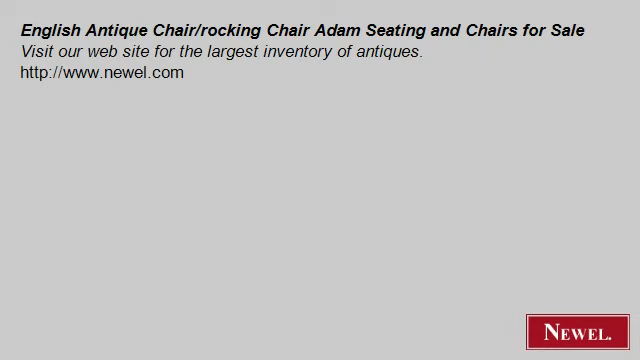 English Antique Chair/rocking Chair Adam Seating and Chairs for Sale
Visit our web site for the largest inventory of antiques.
http://www.newel.com
NEWEL.